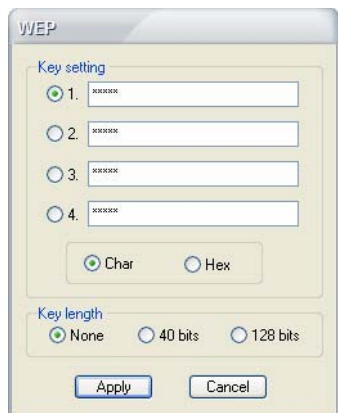 WEP
Key setting
1. *****
2. *****
3. *****
4. *****
Char Hex
Key length
None 40 bits 128 bits
Apply Cancel